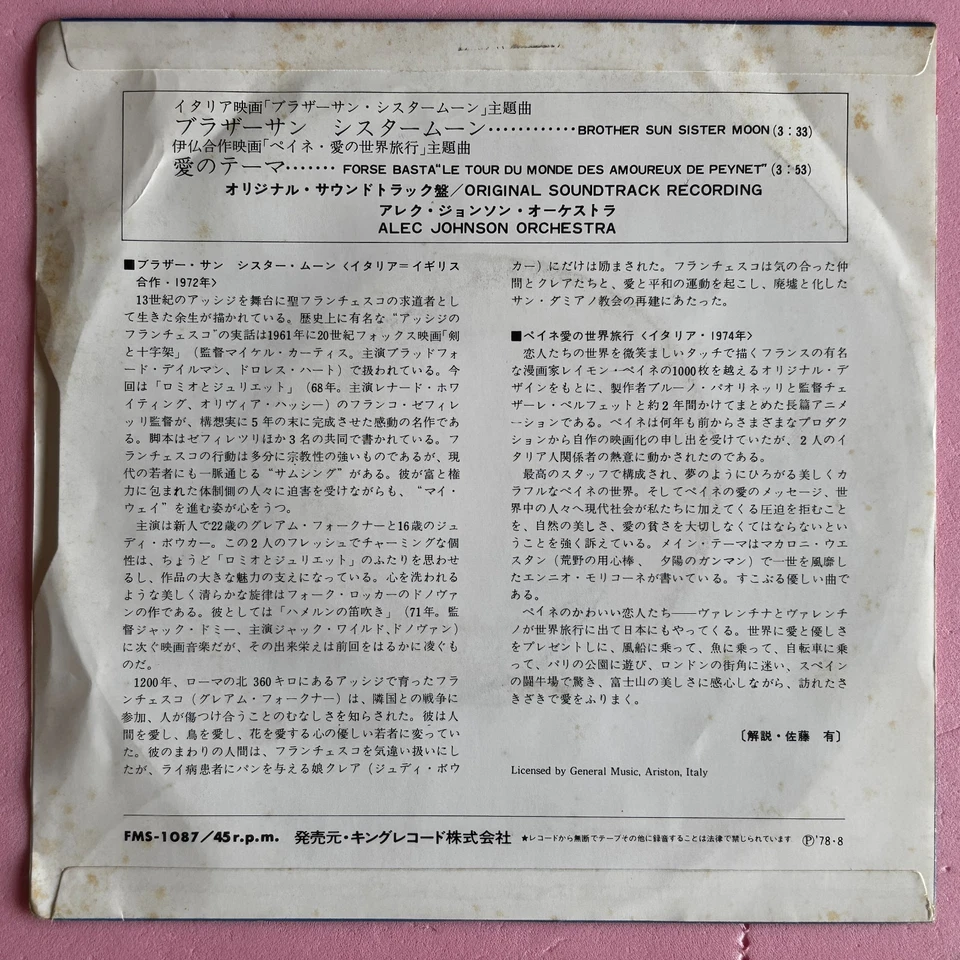 イタリア映画「ブラザーサン・シスタームーン」主題曲
ブラザーサン　シスタームーン…………BROTHER SUN SISTER MOON(3：33)
伊仏合作映画「ペイネ・愛の世界旅行」主題曲
愛のテーマ…… FORSE BASTA“LE TOUR DU MONDE DES AMOUREUX DE PEYNET”(3：53)
オリジナル・サウンドトラック盤／ORIGINAL SOUNDTRACK RECORDING
アレク・ジョンソン・オーケストラ
ALEC JOHNSON ORCHESTRA
■ブラザー・サン　シスター・ムーン〈イタリア＝イギリス
合作・1972年〉
13世紀のアッシジを舞台に聖フランチェスコの求道者とし
て生きた余生が描かれている。歴史上に有名な“アッシジの
フランチェスコ”の実話は1961年に20世紀フォックス映画「剣
と十字架」（監督マイケル・カーティス。主演ブラッドフォ
ード・デイルマン、ドロレス・ハート）で扱われている。今
回は「ロミオとジュリエット」（68年。主演レナード・ホワ
イティング、オリヴィア・ハッシー）のフランコ・ゼフィレ
ッリ監督が、構想実に5年の末に完成させた感動の名作であ
る。脚本はゼフィレツリほか3名の共同で書かれている。フ
ランチェスコの行動は多分に宗教性の強いものであるが、現
代の若者にも一脈通じる“サムシング”がある。彼が富と権
力に包まれた体制側の人々に迫害を受けながらも、“マイ・
ウェイ”を進む姿が心をうつ。
主演は新人で22歳のグレアム・フォークナーと16歳のジュ
ディ・ボウカー。この2人のフレッシュでチャーミングな個
性は、ちょうど「ロミオとジュリエット」のふたりを思わせ
るし、作品の大きな魅力の支えになっている。心を洗われる
ような美しく清らかな旋律はフォーク・ロッカーのドノヴァ
ンの作である。彼としては「ハメルンの笛吹き」（71年。監
督ジャック・ドミー、主演ジャック・ワイルド、ドノヴァン）
に次ぐ映画音楽だが、その出来栄えは前回をはるかに凌ぐも
のだ。
1200年、ローマの北360キロにあるアッシジで育ったフラ
ンチェスコ（グレアム・フォークナー）は、隣国との戦争に
参加、人が傷つけ合うことのむなしさを知らされた。彼は人
間を愛し、鳥を愛し、花を愛する心の優しい若者に変ってい
た。彼のまわりの人間は、フランチェスコを気違い扱いにし
たが、ライ病患者にパンを与える娘クレア（ジュディ・ボウ
カー）にだけは励まされた。フランチェスコは気の合った仲
間とクレアたちと、愛と平和の運動を起こし、廃墟と化した
サン・ダミアノ教会の再建にあたった。
■ペイネ愛の世界旅行〈イタリア・1974年〉
恋人たちの世界を微笑ましいタッチで描くフランスの有名
な漫画家レイモン・ペイネの1000枚を越えるオリジナル・デ
ザインをもとに、製作者ブルーノ・パオリネッリと監督チェ
ザーレ・ペルフェットと約2年間かけてまとめた長篇アニメ
ーションである。ペイネは何年も前からさまざまなプロダク
ションから自作の映画化の申し出を受けていたが、2人のイ
タリア人関係者の熱意に動かされたのである。
最高のスタッフで構成され、夢のようにひろがる美しくカ
ラフルなペイネの世界。そしてペイネの愛のメッセージ、世
界中の人々へ現代社会が私たちに加えてくる圧迫を拒むこと
を、自然の美しさ、愛の貧さを大切しなくてはならないとい
うことを強く訴えている。メイン・テーマはマカロニ・ウエ
スタン（荒野の用心棒、夕陽のガンマン）で一世を風靡し
たエンニオ・モリコーネが書いている。すこぶる優しい曲で
ある。
ペイネのかわいい恋人たち――ヴァレンチナとヴァレンチ
ノが世界旅行に出て日本にもやってくる。世界に愛と優しさ
をプレゼントしに、風船に乗って、魚に乗って、自転車に乗
って、パリの公園に遊び、ロンドンの街角に迷い、スペイン
の闘牛場で驚き、富士山の美しさに感心しながら、訪れたさ
きざきで愛をふりまく。
〔解説・佐藤　有〕
Licensed by General Music, Ariston, Italy
FMS-1087／45r.p.m.　発売元・キングレコード株式会社　★レコードから無断でテープその他に録音することは法律で禁じられています　Ⓟ'78・8